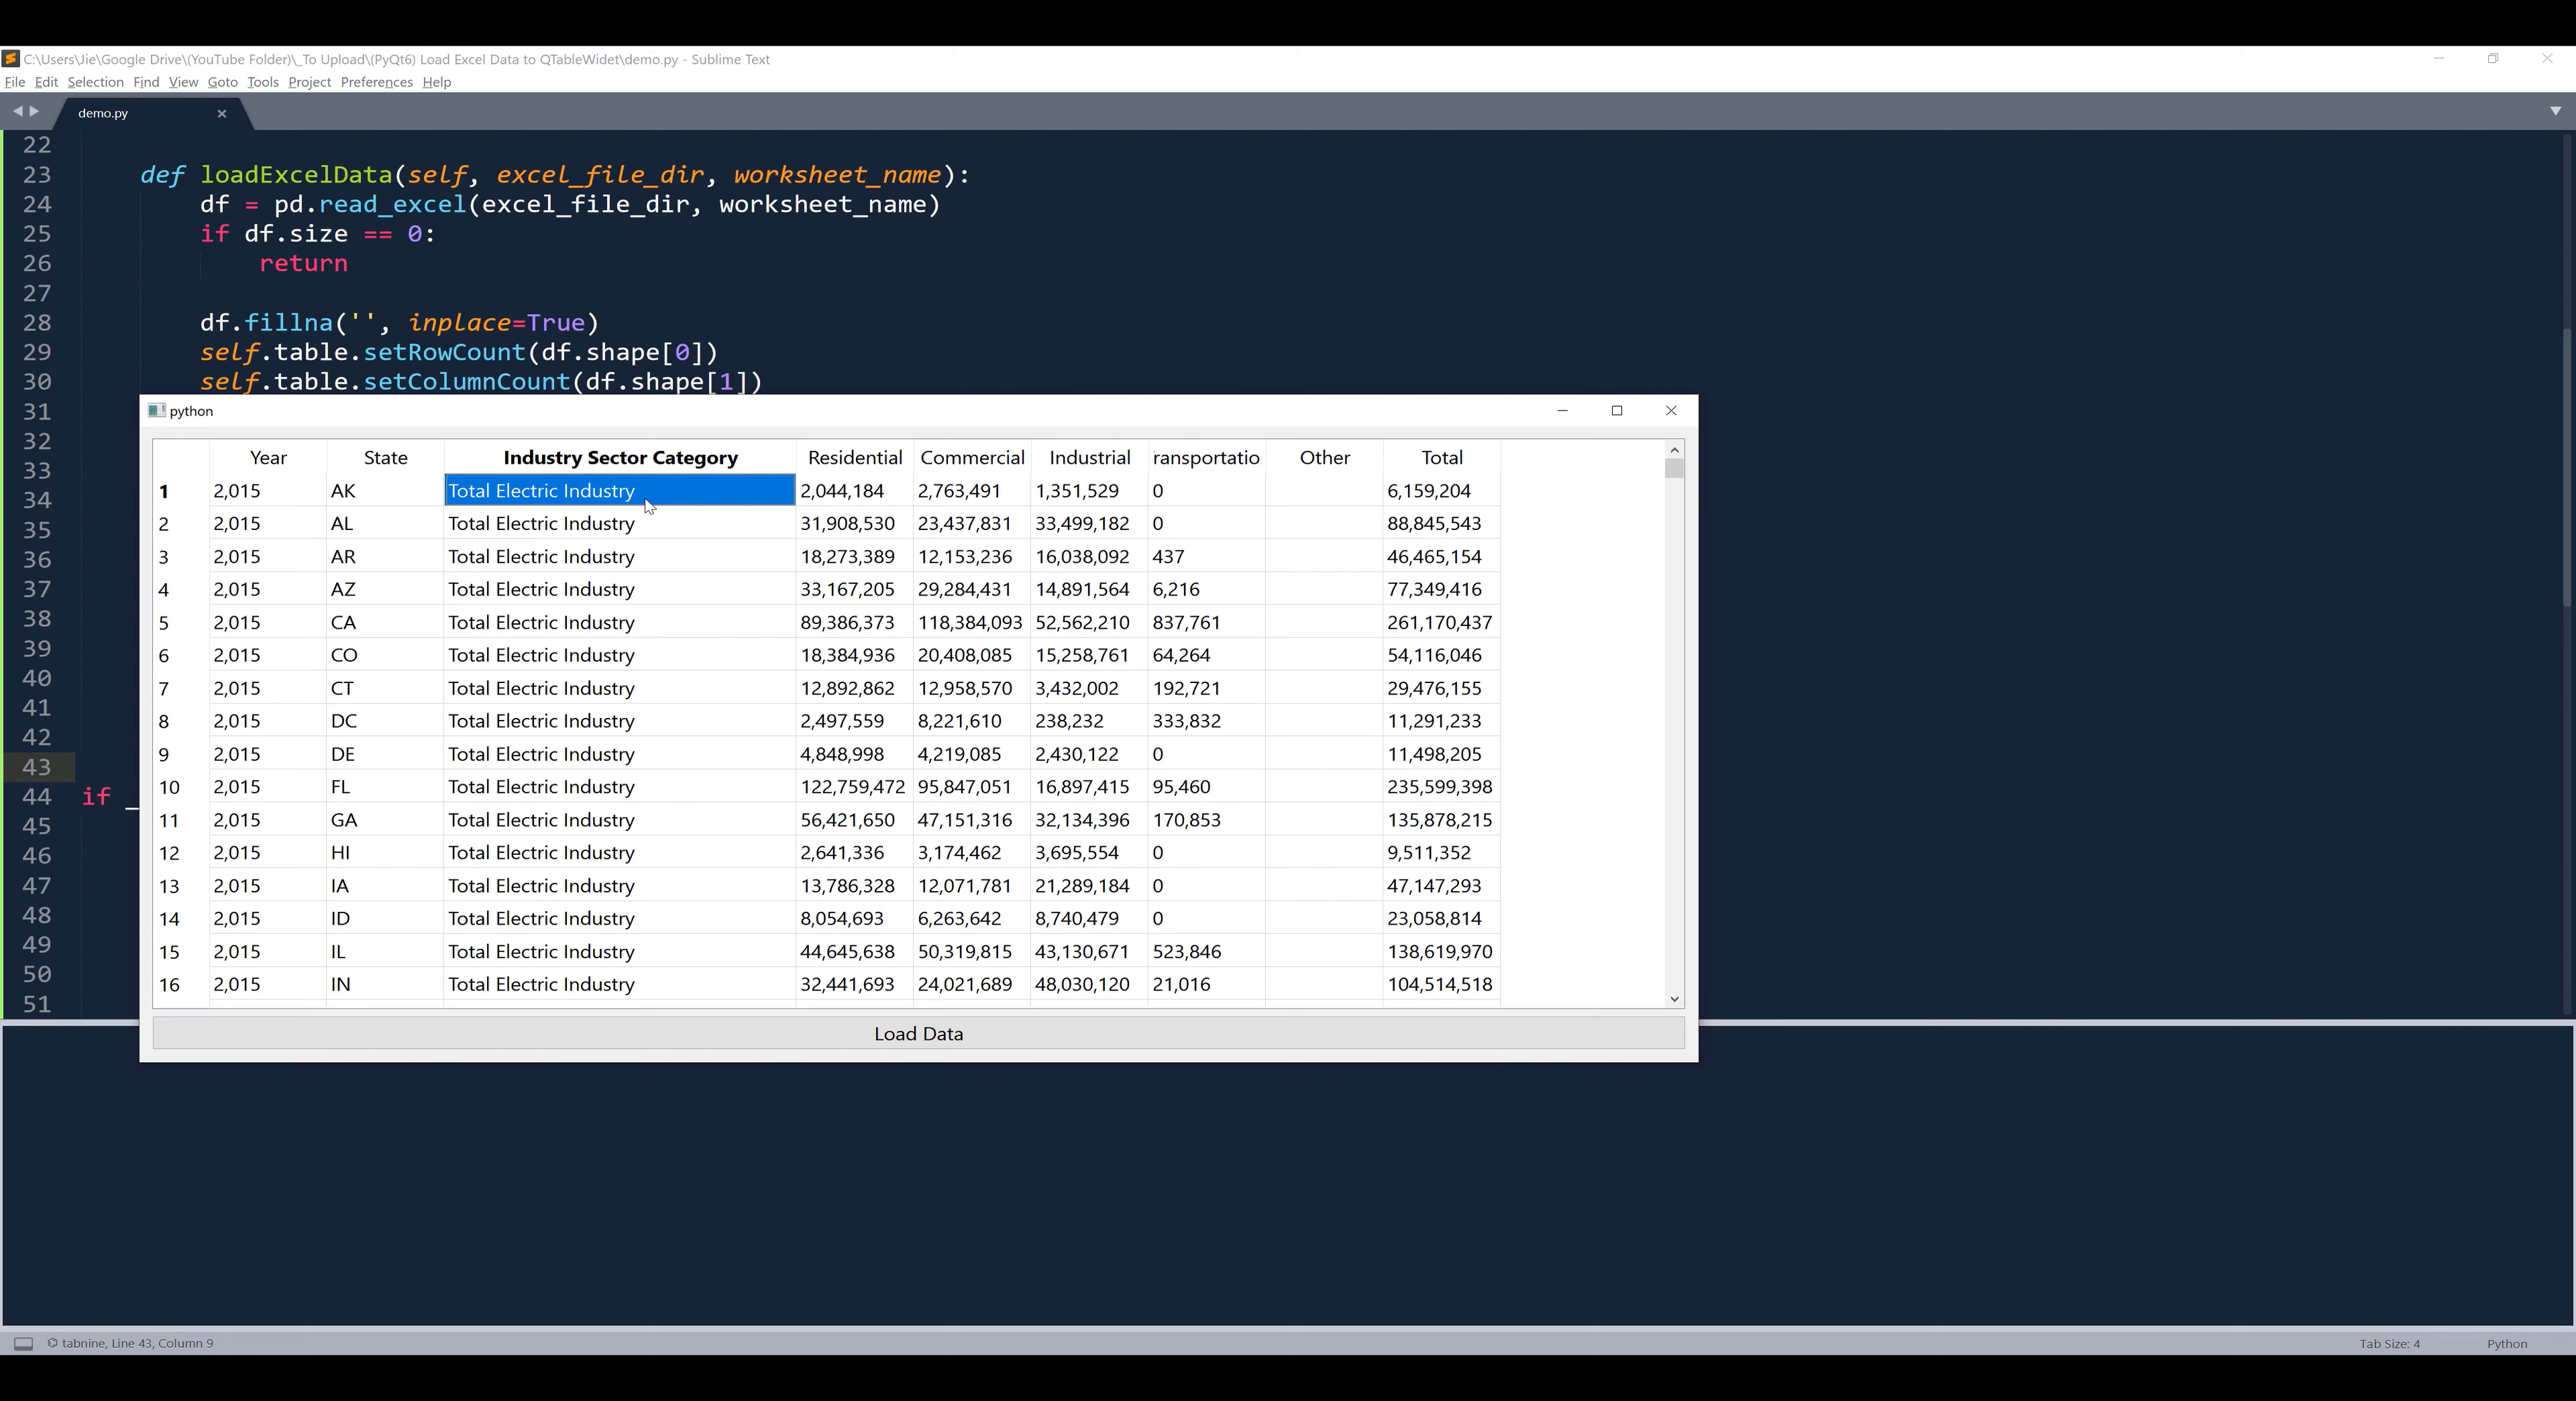 C:\Users\Jie\Google Drive\(YouTube Folder)\_To Upload\(PyQt6) Load Excel Data to QTableWidet\demo.py - Sublime Text
File Edit Selection Find View Goto Tools Project Preferences Help
demo.py
22
23 def loadExcelData(self, excel_file_dir, worksheet_name):
24 df = pd.read_excel(excel_file_dir, worksheet_name)
25 if df.size == 0:
26 return
27
28 df.fillna('', inplace=True)
29 self.table.setRowCount(df.shape[0])
30 self.table.setColumnCount(df.shape[1])
31
32
33
34
35
36
37
38
39
40
41
42
43
44 if _
45
46
47
48
49
50
51
python
Year State Industry Sector Category Residential Commercial Industrial ransportatio Other Total
1 2,015 AK Total Electric Industry 2,044,184 2,763,491 1,351,529 0 6,159,204
2 2,015 AL Total Electric Industry 31,908,530 23,437,831 33,499,182 0 88,845,543
3 2,015 AR Total Electric Industry 18,273,389 12,153,236 16,038,092 437 46,465,154
4 2,015 AZ Total Electric Industry 33,167,205 29,284,431 14,891,564 6,216 77,349,416
5 2,015 CA Total Electric Industry 89,386,373 118,384,093 52,562,210 837,761 261,170,437
6 2,015 CO Total Electric Industry 18,384,936 20,408,085 15,258,761 64,264 54,116,046
7 2,015 CT Total Electric Industry 12,892,862 12,958,570 3,432,002 192,721 29,476,155
8 2,015 DC Total Electric Industry 2,497,559 8,221,610 238,232 333,832 11,291,233
9 2,015 DE Total Electric Industry 4,848,998 4,219,085 2,430,122 0 11,498,205
10 2,015 FL Total Electric Industry 122,759,472 95,847,051 16,897,415 95,460 235,599,398
11 2,015 GA Total Electric Industry 56,421,650 47,151,316 32,134,396 170,853 135,878,215
12 2,015 HI Total Electric Industry 2,641,336 3,174,462 3,695,554 0 9,511,352
13 2,015 IA Total Electric Industry 13,786,328 12,071,781 21,289,184 0 47,147,293
14 2,015 ID Total Electric Industry 8,054,693 6,263,642 8,740,479 0 23,058,814
15 2,015 IL Total Electric Industry 44,645,638 50,319,815 43,130,671 523,846 138,619,970
16 2,015 IN Total Electric Industry 32,441,693 24,021,689 48,030,120 21,016 104,514,518
Load Data
tabnine, Line 43, Column 9 Tab Size: 4 Python